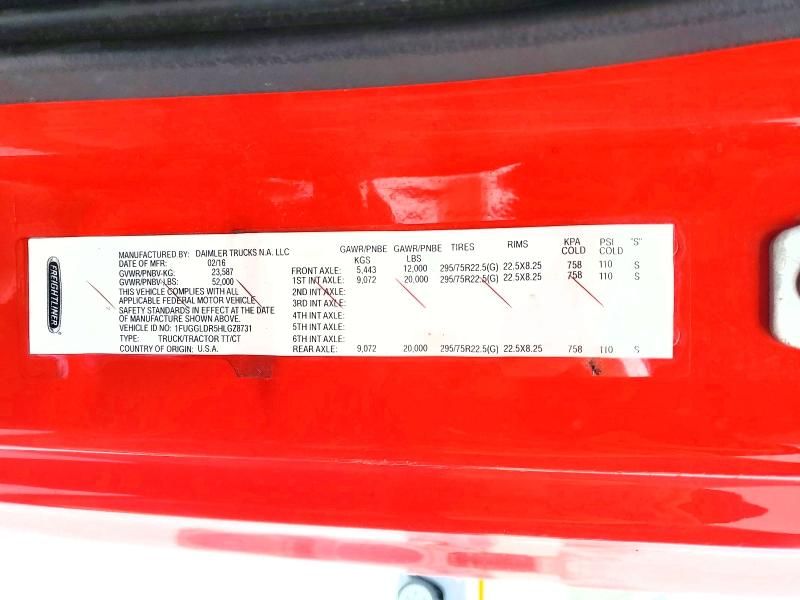 FREIGHTLINER
MANUFACTURED BY: DAIMLER TRUCKS N.A. LLC
DATE OF MFR: 02/16
GVWR/PNBV-KG: 23,587
GVWR/PNBV-LBS: 52,000
THIS VEHICLE COMPLIES WITH ALL
APPLICABLE FEDERAL MOTOR VEHICLE
SAFETY STANDARDS IN EFFECT AT THE DATE
OF MANUFACTURE SHOWN ABOVE.
VEHICLE ID NO: 1FUGGLDR5HLGZ8731
TYPE: TRUCK/TRACTOR TT/CT
COUNTRY OF ORIGIN: U.S.A.
GAWR/PNBE GAWR/PNBE TIRES RIMS KPA PSI "S"
KGS LBS COLD COLD
FRONT AXLE: 5,443 12,000 295/75R22.5(G) 22.5X8.25 758 110 S
1ST INT AXLE: 9,072 20,000 295/75R22.5(G) 22.5X8.25 758 110 S
2ND INT AXLE:
3RD INT AXLE:
4TH INT AXLE:
5TH INT AXLE:
6TH INT AXLE:
REAR AXLE: 9,072 20,000 295/75R22.5(G) 22.5X8.25 758 110 S